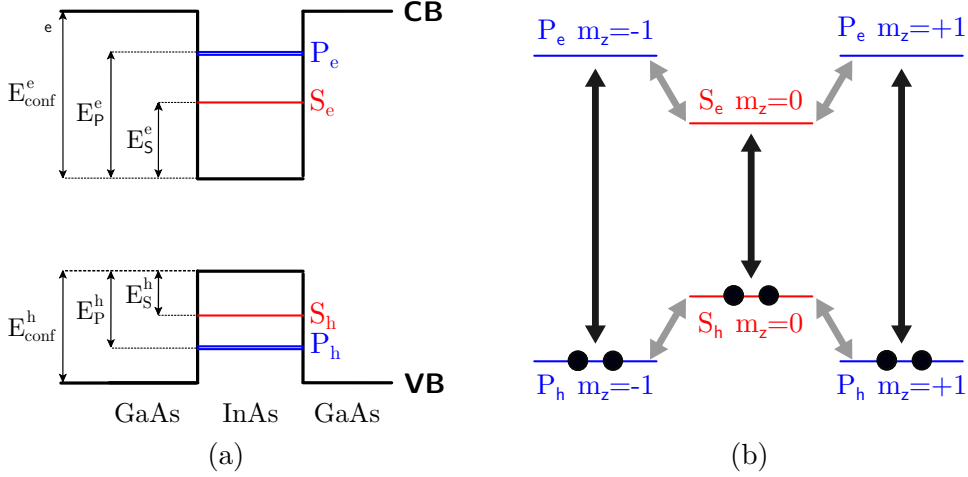 CB
e
P_e
E^e_conf
E^e_P
S_e
E^e_S
E^h_S
E^h_P
E^h_conf
S_h
P_h
VB
GaAs InAs GaAs
(a)
P_e m_z=-1 P_e m_z=+1
S_e m_z=0
S_h m_z=0
P_h m_z=-1 P_h m_z=+1
(b)